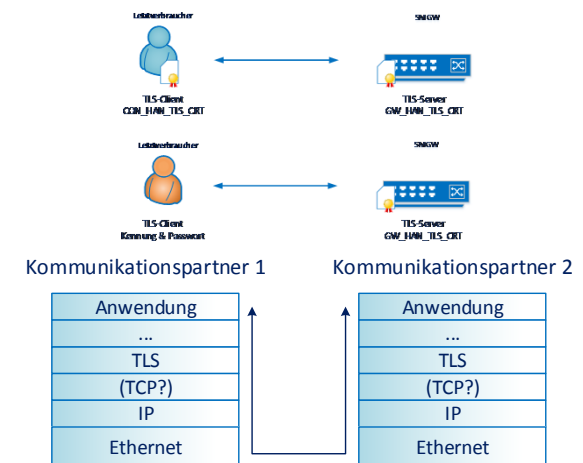 Letztverbraucher
SMGW
TLS-Client
CON_HAN_TLS_CRT
TLS-Server
GW_HAN_TLS_CRT
Letztverbraucher
SMGW
TLS-Client
Kennung & Passwort
TLS-Server
GW_HAN_TLS_CRT
Kommunikationspartner 1
Kommunikationspartner 2
Anwendung
...
TLS
(TCP?)
IP
Ethernet
Anwendung
...
TLS
(TCP?)
IP
Ethernet